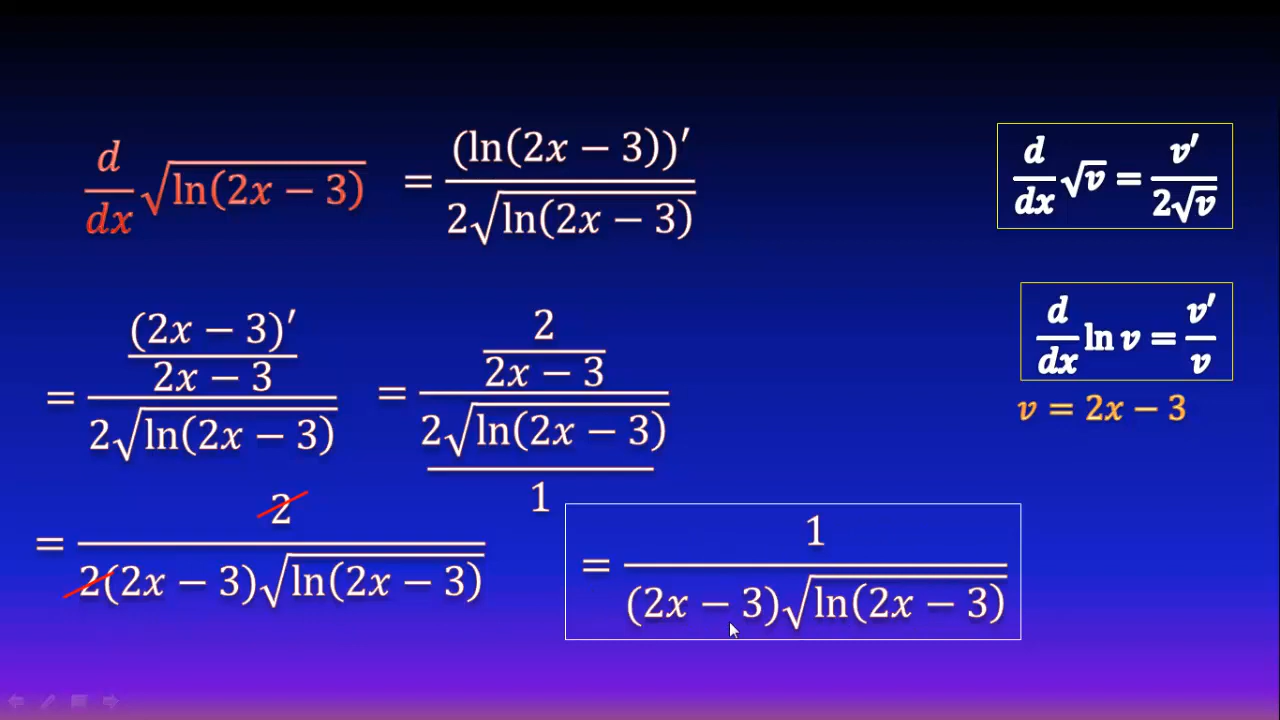 d/dx √ln(2x − 3) = (ln(2x − 3))′ / 2√ln(2x − 3)
d/dx √v = v′ / 2√v
d/dx ln v = v′ / v
v = 2x − 3
= ((2x − 3)′ / (2x − 3)) / 2√ln(2x − 3) = (2 / (2x − 3)) / (2√ln(2x − 3) / 1)
= 2 / 2(2x − 3)√ln(2x − 3)
= 1 / (2x − 3)√ln(2x − 3)